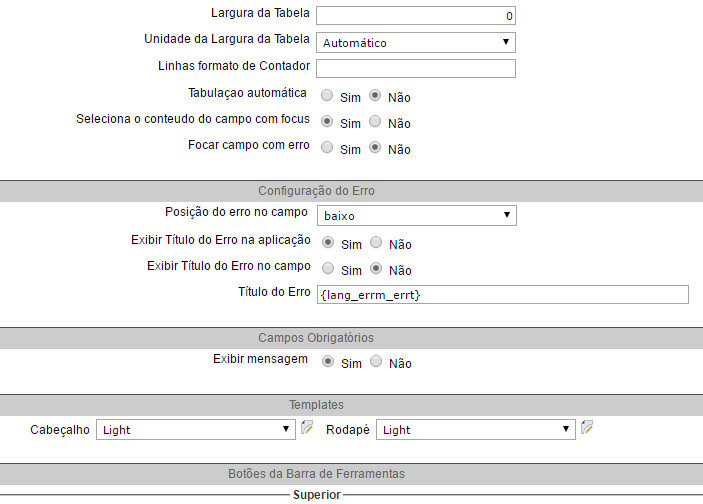 Largura da Tabela 0
Unidade da Largura da Tabela Automático
Linhas formato de Contador
Tabulaçao automática Sim Não
Seleciona o conteudo do campo com focus Sim Não
Focar campo com erro Sim Não
Configuração do Erro
Posição do erro no campo baixo
Exibir Título do Erro na aplicação Sim Não
Exibir Título do Erro no campo Sim Não
Título do Erro {lang_errm_errt}
Campos Obrigatórios
Exibir mensagem Sim Não
Templates
Cabeçalho Light Rodapé Light
Botões da Barra de Ferramentas
Superior